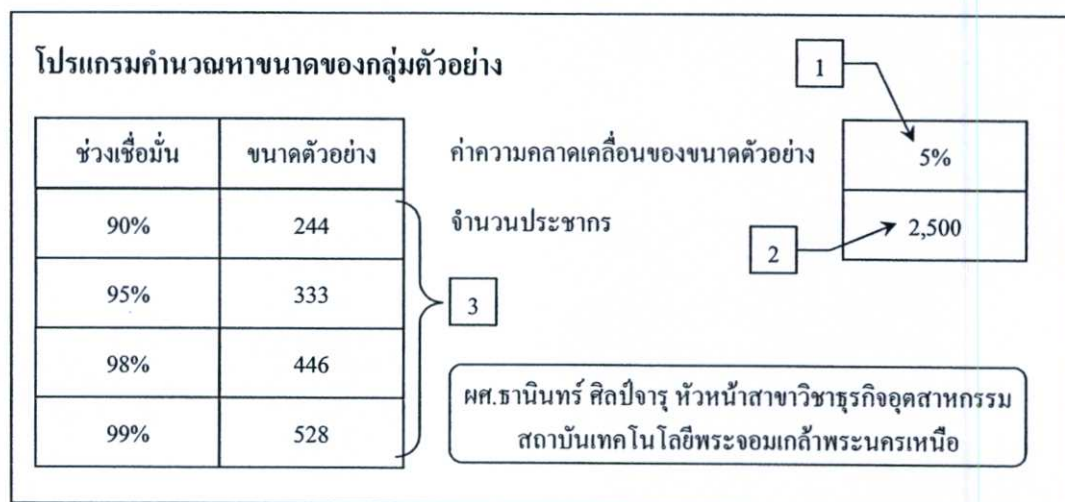 โปรแกรมคำนวณหาขนาดของกลุ่มตัวอย่าง
1
ช่วงเชื่อมั่น ขนาดตัวอย่าง ค่าความคลาดเคลื่อนของขนาดตัวอย่าง 5%
90% 244 จำนวนประชากร 2,500
2
95% 333 3
98% 446
99% 528
ผศ.ธานินทร์ ศิลป์จารุ หัวหน้าสาขาวิชาธุรกิจอุตสาหกรรม
สถาบันเทคโนโลยีพระจอมเกล้าพระนครเหนือ